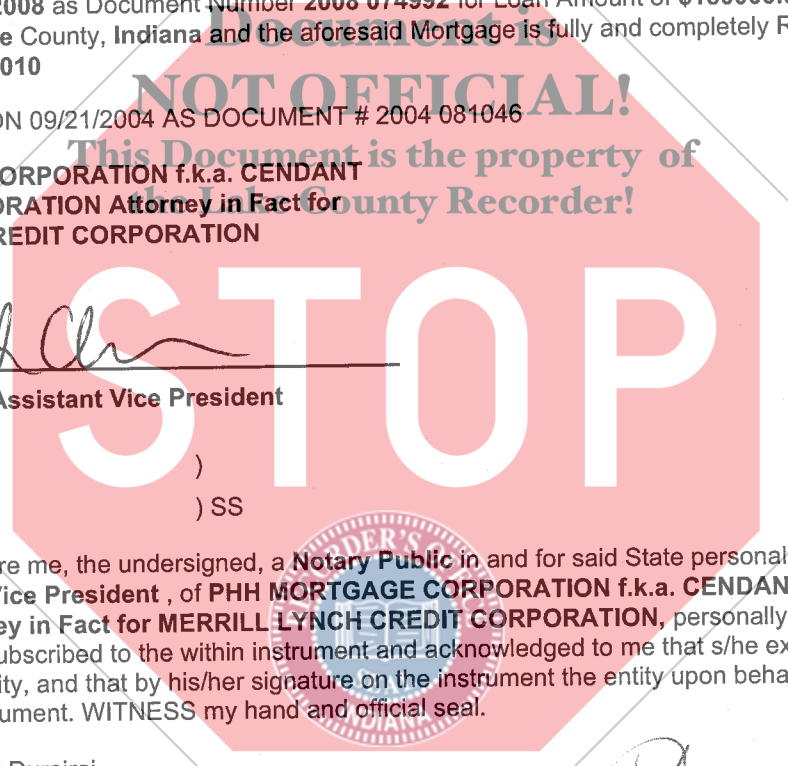 2008 as Document Number 2008 074992 for Loan Amount of
e County, Indiana and the aforesaid Mortgage is fully and completely R
010
Document is
NOT OFFICIAL!
ON 09/21/2004 AS DOCUMENT # 2004 081046
This Document is the property of
ORPORATION f.k.a. CENDANT
ORATION Attorney in Fact for
the Lake County Recorder!
REDIT CORPORATION
STOP
Assistant Vice President
)
) SS
re me, the undersigned, a Notary Public in and for said State personal
Vice President , of PHH MORTGAGE CORPORATION f.k.a. CENDAN
ey in Fact for MERRILL LYNCH CREDIT CORPORATION, personally
ubscribed to the within instrument and acknowledged to me that s/he ex
ity, and that by his/her signature on the instrument the entity upon beha
ument. WITNESS my hand and official seal.
INDIANA